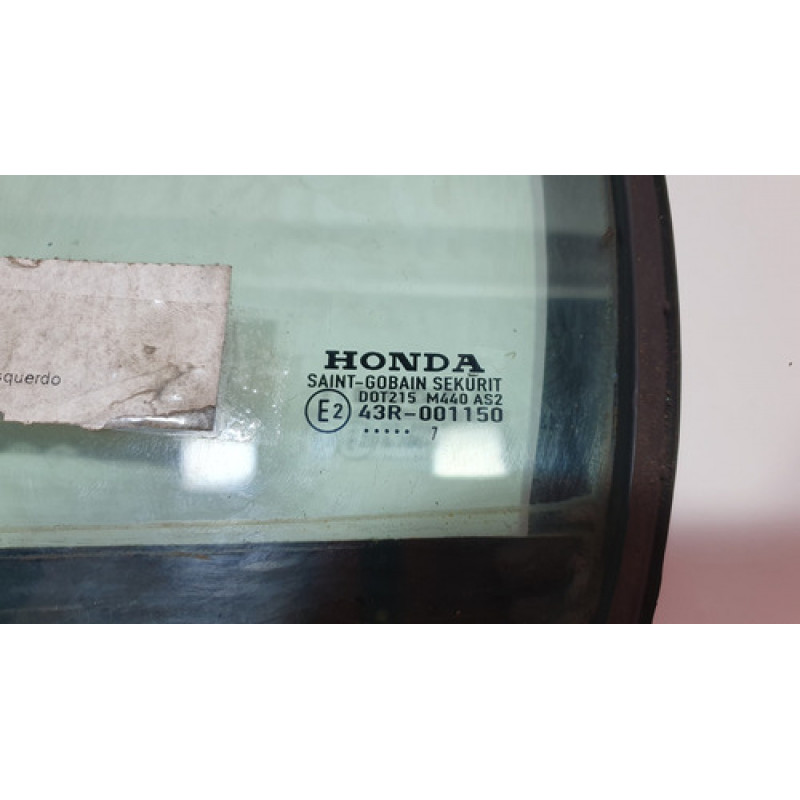 HONDA
SAINT-GOBAIN SEKURIT
DOT215 M440 AS2
E2 43R-001150
..... 7
squerdo